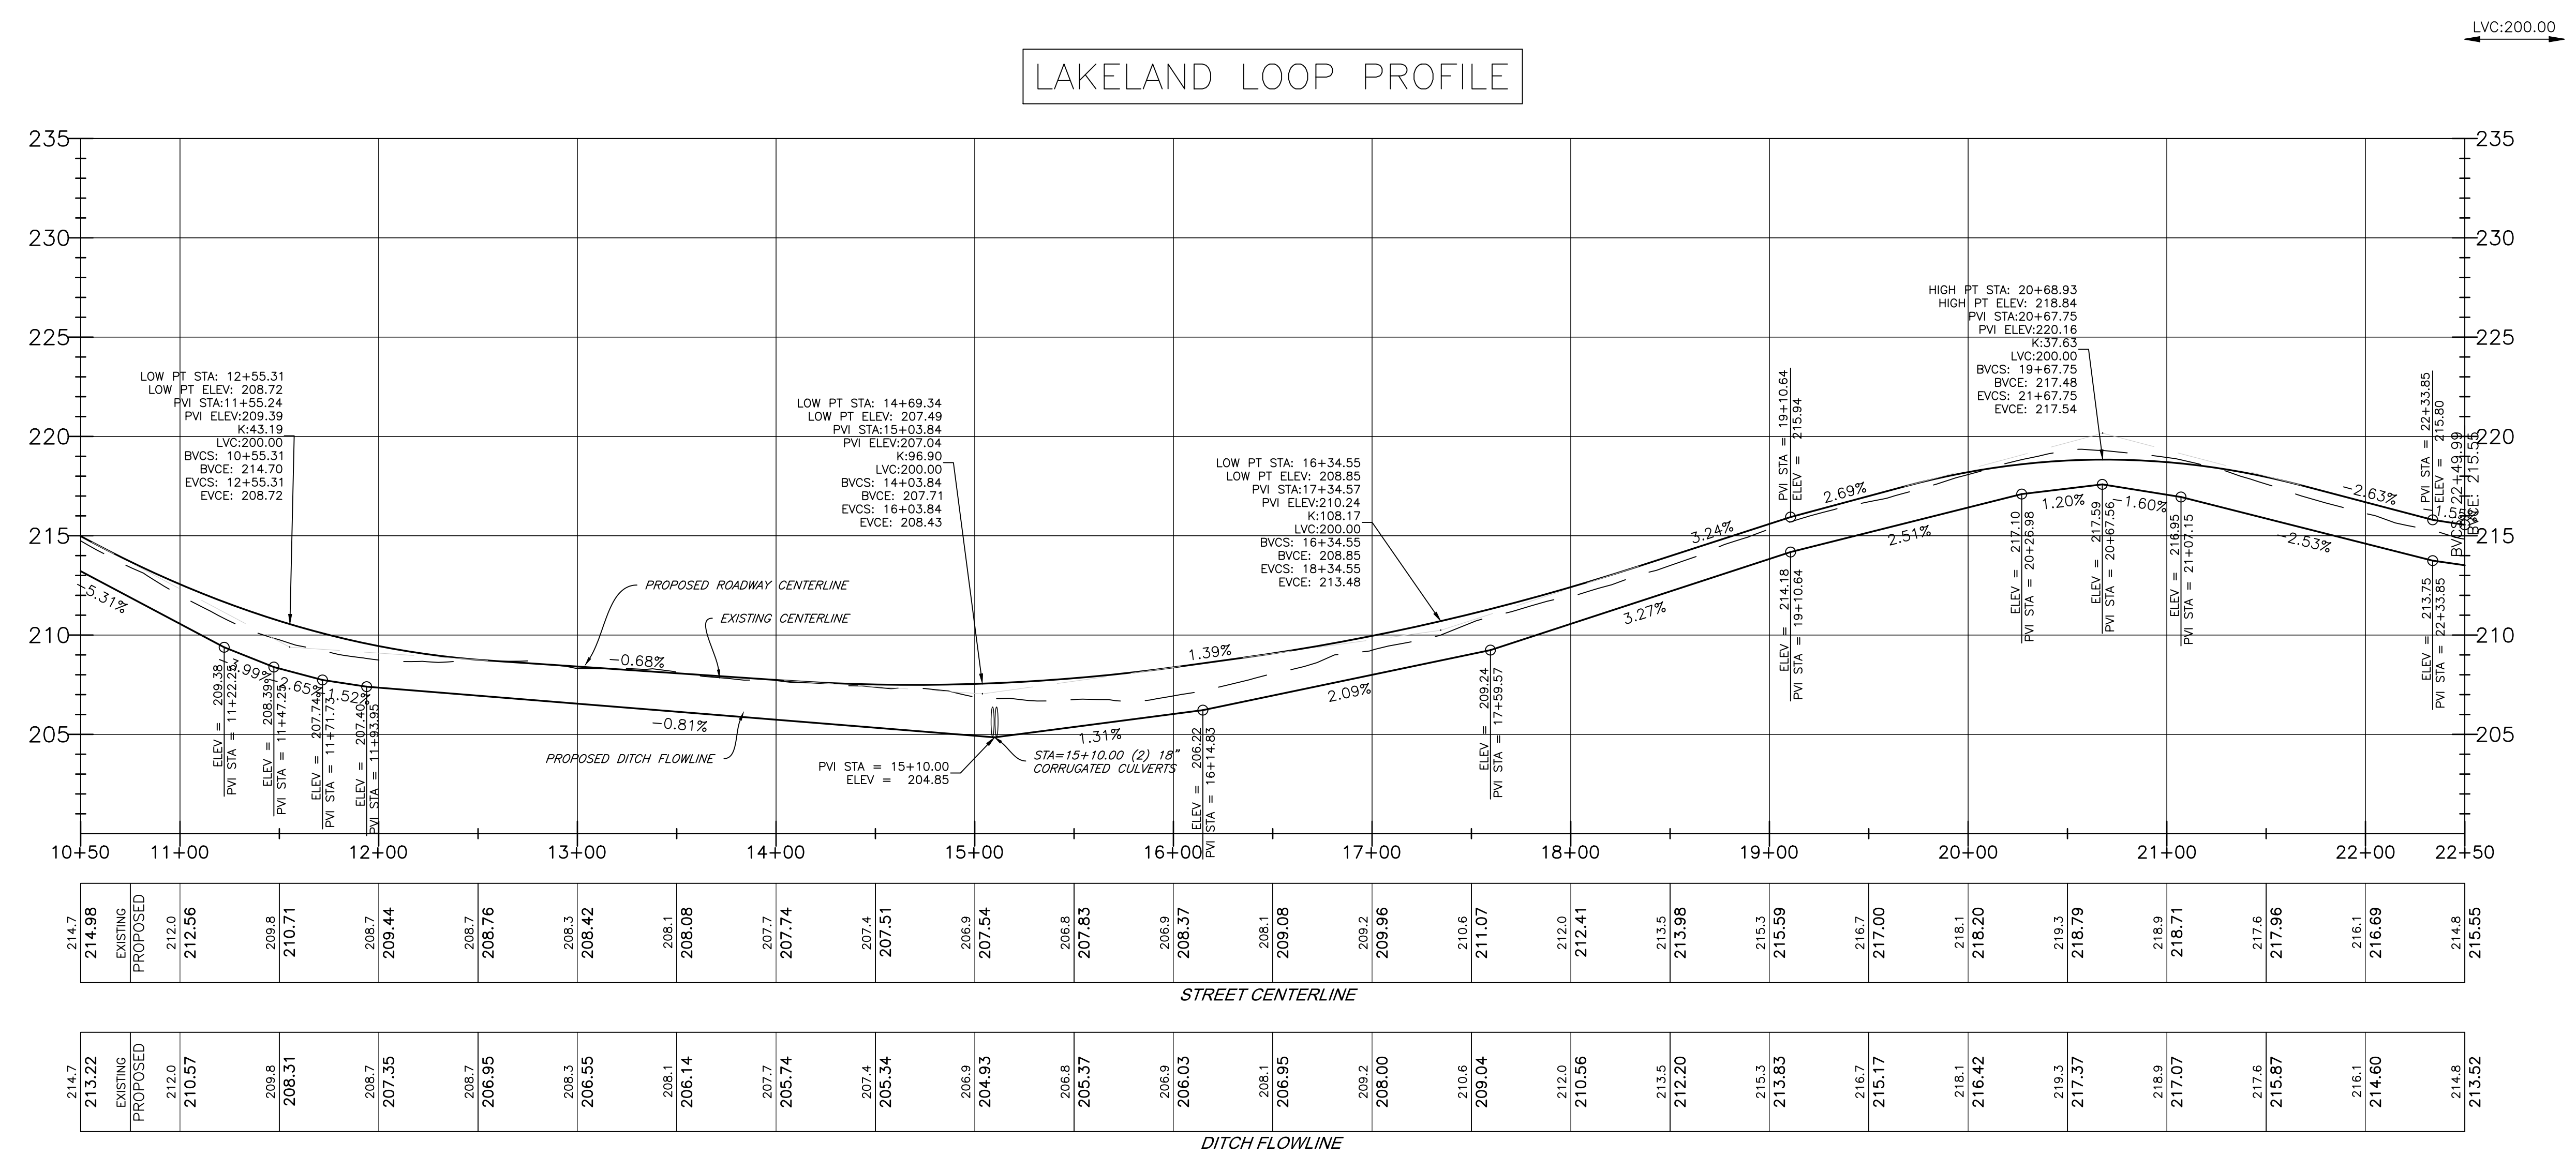 LVC:200.00
LAKELAND LOOP PROFILE
235
230
225
220
215
210
205
235
230
225
220
215
210
205
LOW PT STA: 12+55.31
LOW PT ELEV: 208.72
PVI STA:11+55.24
PVI ELEV:209.39
K:43.19
LVC:200.00
BVCS: 10+55.31
BVCE: 214.70
EVCS: 12+55.31
EVCE: 208.72
LOW PT STA: 14+69.34
LOW PT ELEV: 207.49
PVI STA:15+03.84
PVI ELEV:207.04
K:96.90
LVC:200.00
BVCS: 14+03.84
BVCE: 207.71
EVCS: 16+03.84
EVCE: 208.43
LOW PT STA: 16+34.55
LOW PT ELEV: 208.85
PVI STA:17+34.57
PVI ELEV:210.24
K:108.17
LVC:200.00
BVCS: 16+34.55
BVCE: 208.85
EVCS: 18+34.55
EVCE: 213.48
HIGH PT STA: 20+68.93
HIGH PT ELEV: 218.84
PVI STA:20+67.75
PVI ELEV:220.16
K:37.63
LVC:200.00
BVCS: 19+67.75
BVCE: 217.48
EVCS: 21+67.75
EVCE: 217.54
PVI STA = 19+10.64
ELEV = 215.94
PVI STA = 22+33.85
ELEV = 215.80
BVCS: 22+49.99
BVCE: 215.55
PROPOSED ROADWAY CENTERLINE
EXISTING CENTERLINE
PROPOSED DITCH FLOWLINE
-0.68%
1.39%
3.24%
2.69%
-2.63%
-5.31%
-3.99%
-2.65%
-1.52%
-0.81%
1.31%
2.09%
3.27%
2.51%
1.20%
-1.60%
-2.53%
ELEV = 209.38
PVI STA = 11+22.25
ELEV = 208.39
PVI STA = 11+47.25
ELEV = 207.74
PVI STA = 11+71.73
ELEV = 207.40
PVI STA = 11+93.95
PVI STA = 15+10.00
ELEV = 204.85
STA=15+10.00 (2) 18"
CORRUGATED CULVERTS
ELEV = 206.22
PVI STA = 16+14.83
ELEV = 209.24
PVI STA = 17+59.57
ELEV = 214.18
PVI STA = 19+10.64
ELEV = 217.10
PVI STA = 20+26.98
ELEV = 217.59
PVI STA = 20+67.56
ELEV = 216.95
PVI STA = 21+07.15
ELEV = 213.75
PVI STA = 22+33.85
10+50 11+00 12+00 13+00 14+00 15+00 16+00 17+00 18+00 19+00 20+00 21+00 22+00 22+50
214.7
214.98
EXISTING
PROPOSED
212.0
212.56
209.8
210.71
208.7
209.44
208.7
208.76
208.3
208.42
208.1
208.08
207.7
207.74
207.4
207.51
206.9
207.54
206.8
207.83
206.9
208.37
208.1
209.08
209.2
209.96
210.6
211.07
212.0
212.41
213.5
213.98
215.3
215.59
216.7
217.00
218.1
218.20
219.3
218.79
218.9
218.71
217.6
217.96
216.1
216.69
214.8
215.55
STREET CENTERLINE
214.7
213.22
EXISTING
PROPOSED
212.0
210.57
209.8
208.31
208.7
207.35
208.7
206.95
208.3
206.55
208.1
206.14
207.7
205.74
207.4
205.34
206.9
204.93
206.8
205.37
206.9
206.03
208.1
206.95
209.2
208.00
210.6
209.04
212.0
210.56
213.5
212.20
215.3
213.83
216.7
215.17
218.1
216.42
219.3
217.37
218.9
217.07
217.6
215.87
216.1
214.60
214.8
213.52
DITCH FLOWLINE